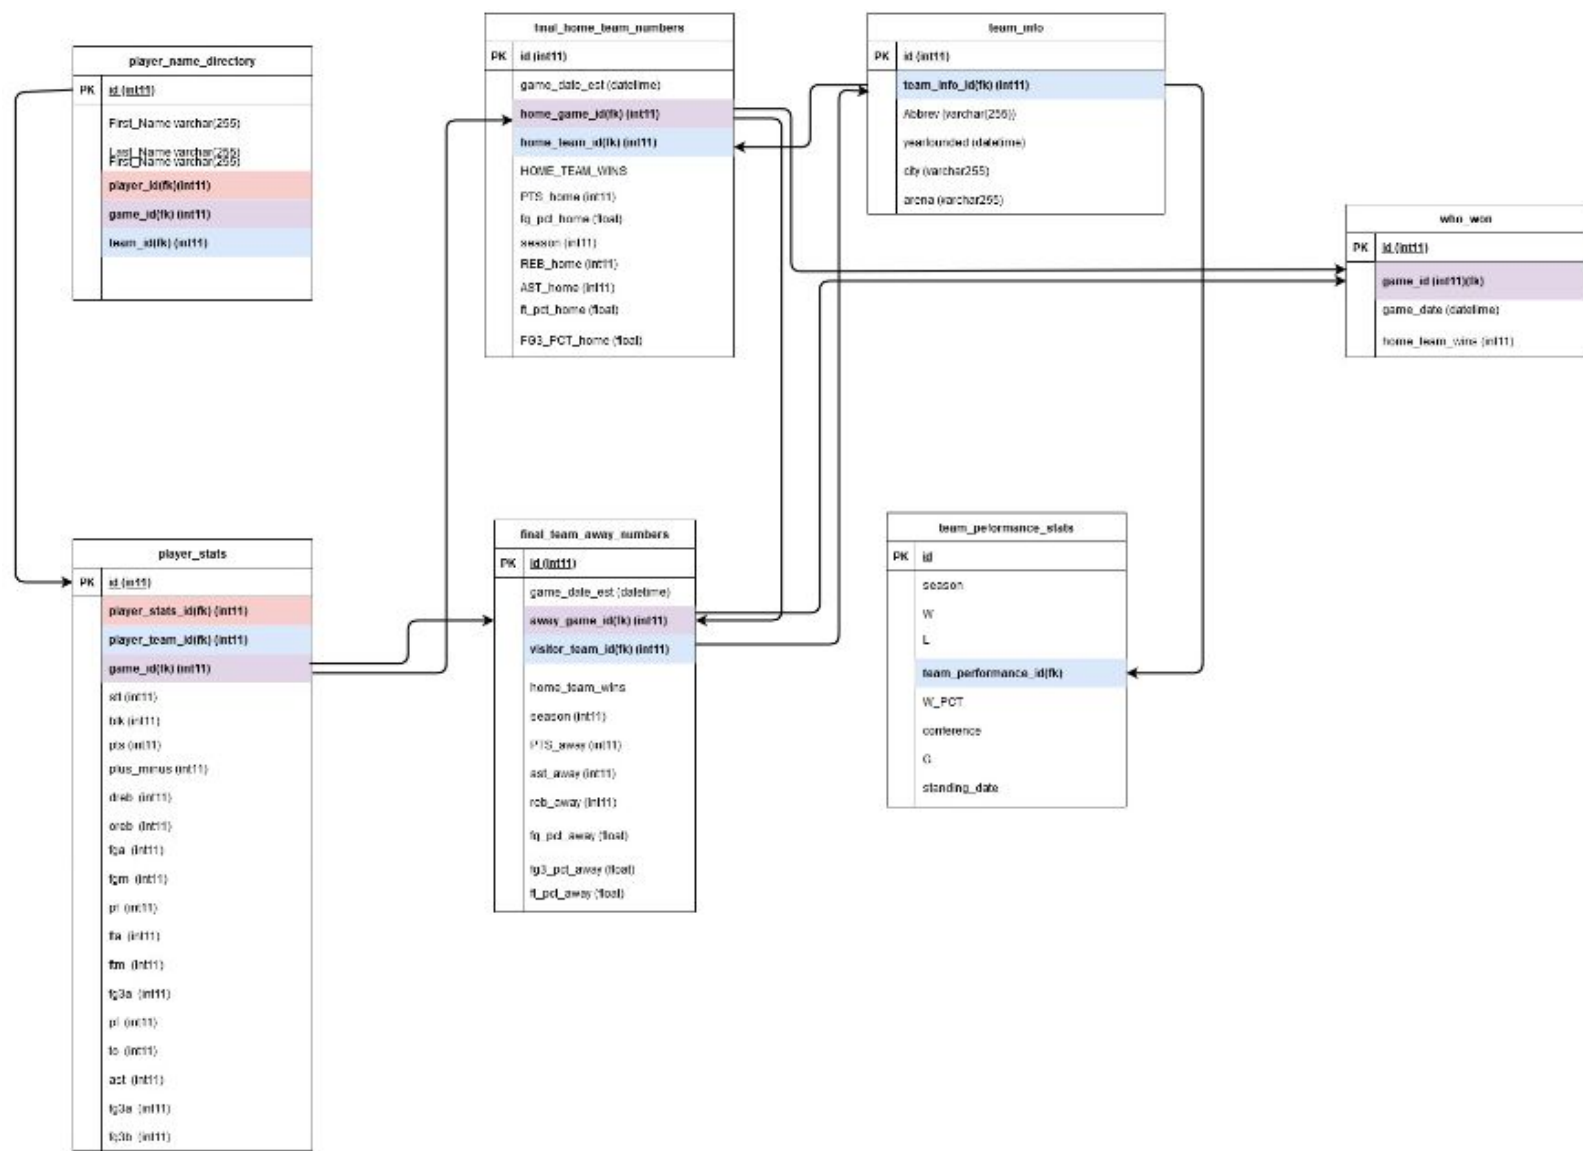 player_name_directory
PK
id (int11)
First_Name varchar(255)
Last_Name varchar(255)
First_Name varchar(255)
player_id(fk)(int11)
game_id(fk) (int11)
team_id(fk) (int11)
final_home_team_numbers
PK
id (int11)
game_date_est (datetime)
home_game_id(fk) (int11)
home_team_id(fk) (int11)
HOME_TEAM_WINS
PTS_home (int11)
fg_pct_home (float)
season (int11)
REB_home (int11)
AST_home (int11)
ft_pct_home (float)
FG3_PCT_home (float)
team_info
PK
id (int11)
team_info_id(fk) (int11)
Abbrev (varchar(255))
yearfounded (datetime)
city (varchar255)
arena (varchar255)
who_won
PK
id (int11)
game_id (int11)(fk)
game_date (datetime)
home_team_wins (int11)
player_stats
PK
id (int11)
player_stats_id(fk) (int11)
player_team_id(fk) (int11)
game_id(fk) (int11)
stl (int11)
blk (int11)
pts (int11)
plus_minus (int11)
dreb (int11)
oreb (int11)
fga (int11)
fgm (int11)
(int11)
fta (int11)
ftm (int11)
fg3a (int11)
(int11)
to (int11)
ast (int11)
fg3a (int11)
fg3b (int11)
final_team_away_numbers
PK
id (int11)
game_date_est (datetime)
away_game_id(fk) (int11)
visitor_team_id(fk) (int11)
home_team_wins
season (int11)
PTS_away (int11)
ast_away (int11)
reb_away (int11)
fg_pct_away (float)
fg3_pct_away (float)
ft_pct_away (float)
team_peformance_stats
PK
id
season
W
L
team_performance_id(fk)
W_PCT
conference
G
standing_date